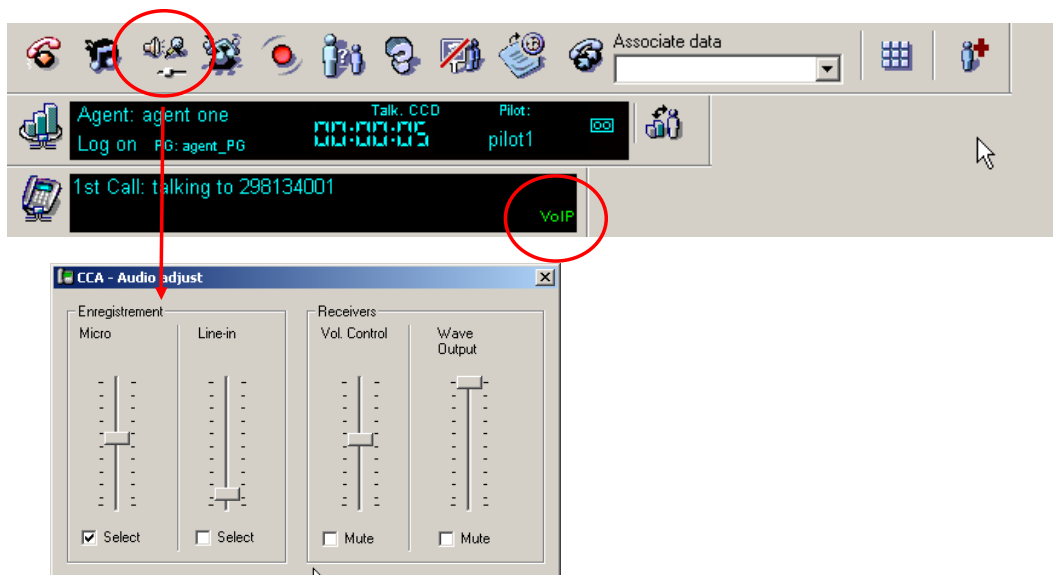 Associate data
Agent: agent one
Talk. CCD
Pilot:
00:00:05
pilot1
Log on PG: agent_PG
1st Call: talking to 298134001
VoIP
CCA - Audio adjust
Enregistrement
Receivers
Micro
Line-in
Vol. Control
Wave
Output
Select
Select
Mute
Mute